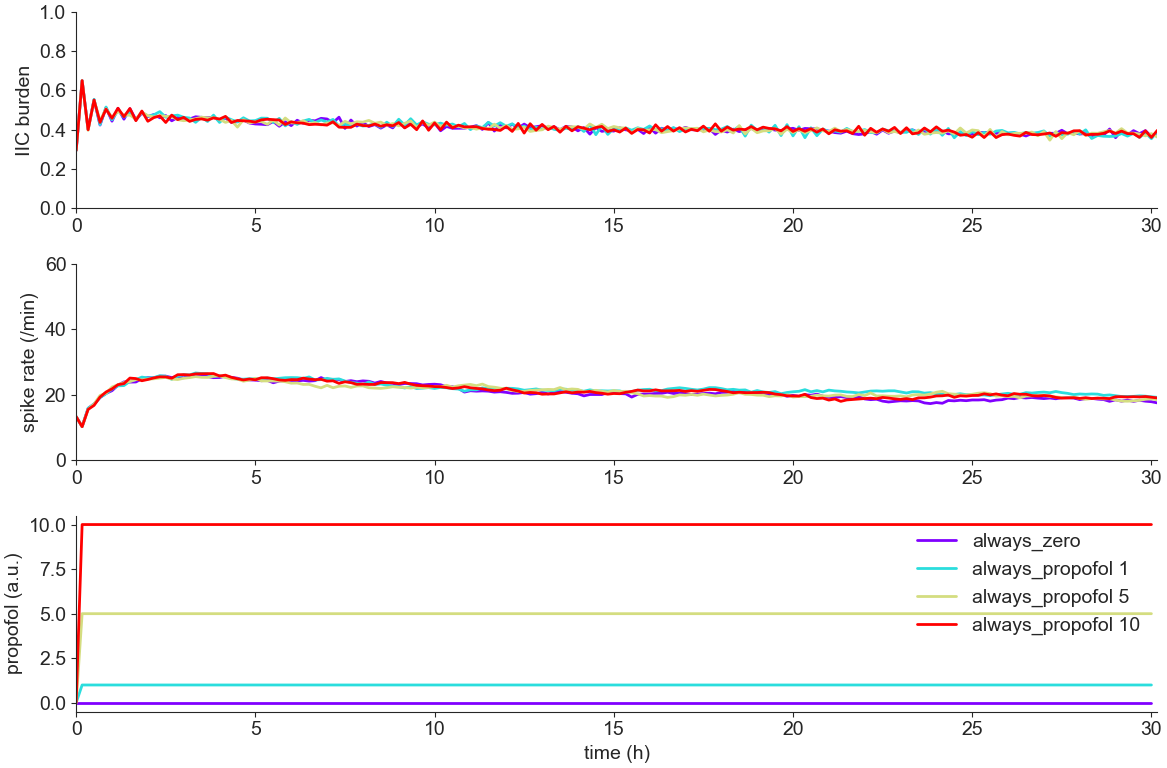 1.0
0.8
0.6
0.4
0.2
0.0
IIC burden
0 5 10 15 20 25 30
60
40
20
0
spike rate (/min)
0 5 10 15 20 25 30
10.0
7.5
5.0
2.5
0.0
propofol (a.u.)
always_zero
always_propofol 1
always_propofol 5
always_propofol 10
0 5 10 15 20 25 30
time (h)